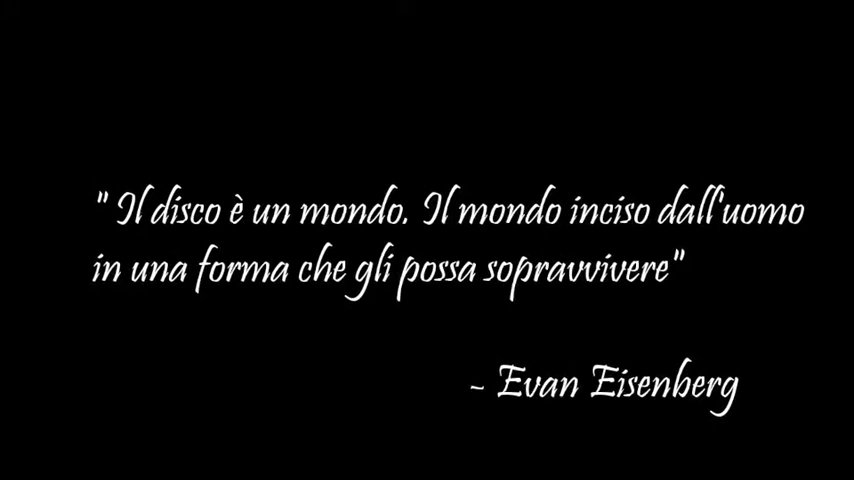 " Il disco è un mondo. Il mondo inciso dall'uomo
in una forma che gli possa sopravvivere"
- Evan Eisenberg